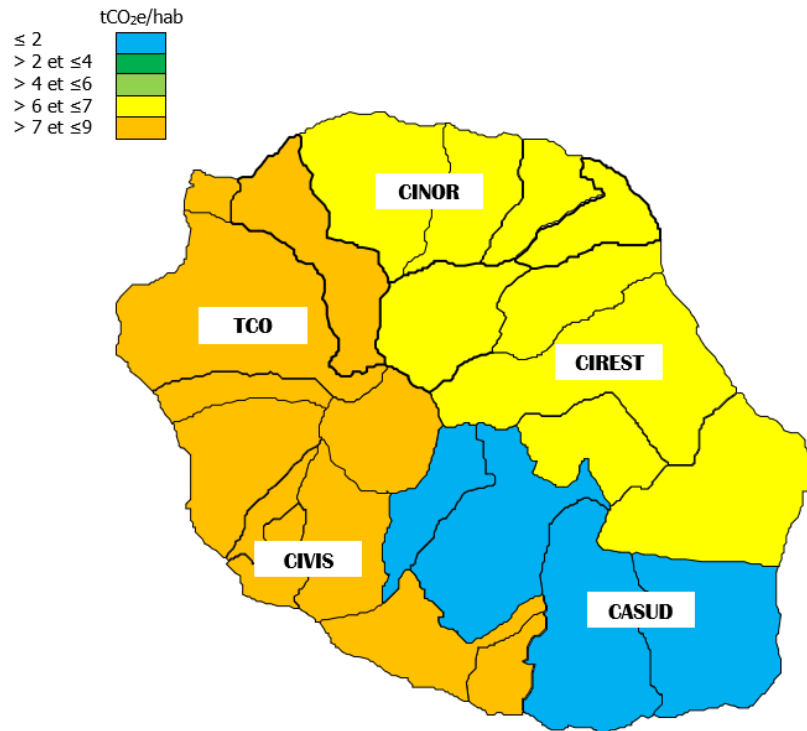 tCO₂e/hab
≤ 2
> 2 et ≤4
> 4 et ≤6
> 6 et ≤7
> 7 et ≤9
CINOR
TCO
CIREST
CIVIS
CASUD